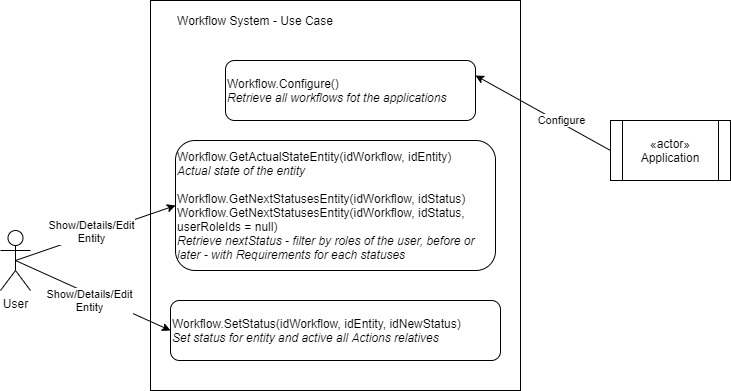 Workflow System - Use Case
Workflow.Configure()
Retrieve all workflows fot the applications
Configure
«actor»
Application
Workflow.GetActualStateEntity(idWorkflow, idEntity)
Actual state of the entity
Workflow.GetNextStatusesEntity(idWorkflow, idStatus)
Workflow.GetNextStatusesEntity(idWorkflow, idStatus,
userRoleIds = null)
Retrieve nextStatus - filter by roles of the user, before or
later - with Requirements for each statuses
Show/Details/Edit
Entity
User
Show/Details/Edit
Entity
Workflow.SetStatus(idWorkflow, idEntity, idNewStatus)
Set status for entity and active all Actions relatives